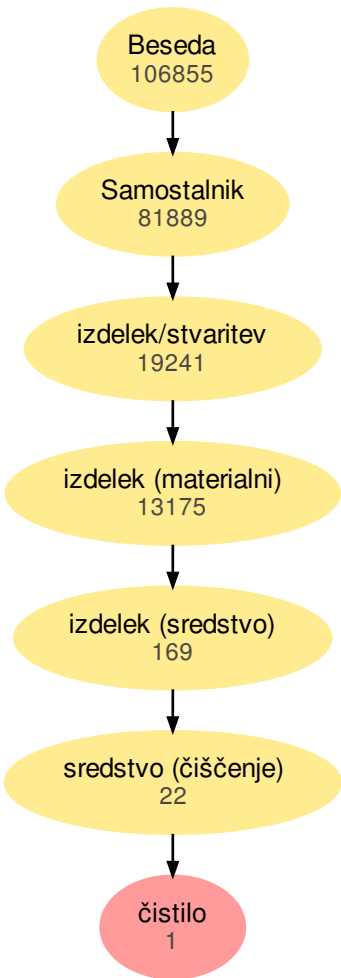 Beseda
106855
Samostalnik
81889
izdelek/stvaritev
19241
izdelek (materialni)
13175
izdelek (sredstvo)
169
sredstvo (čiščenje)
22
čistilo
1